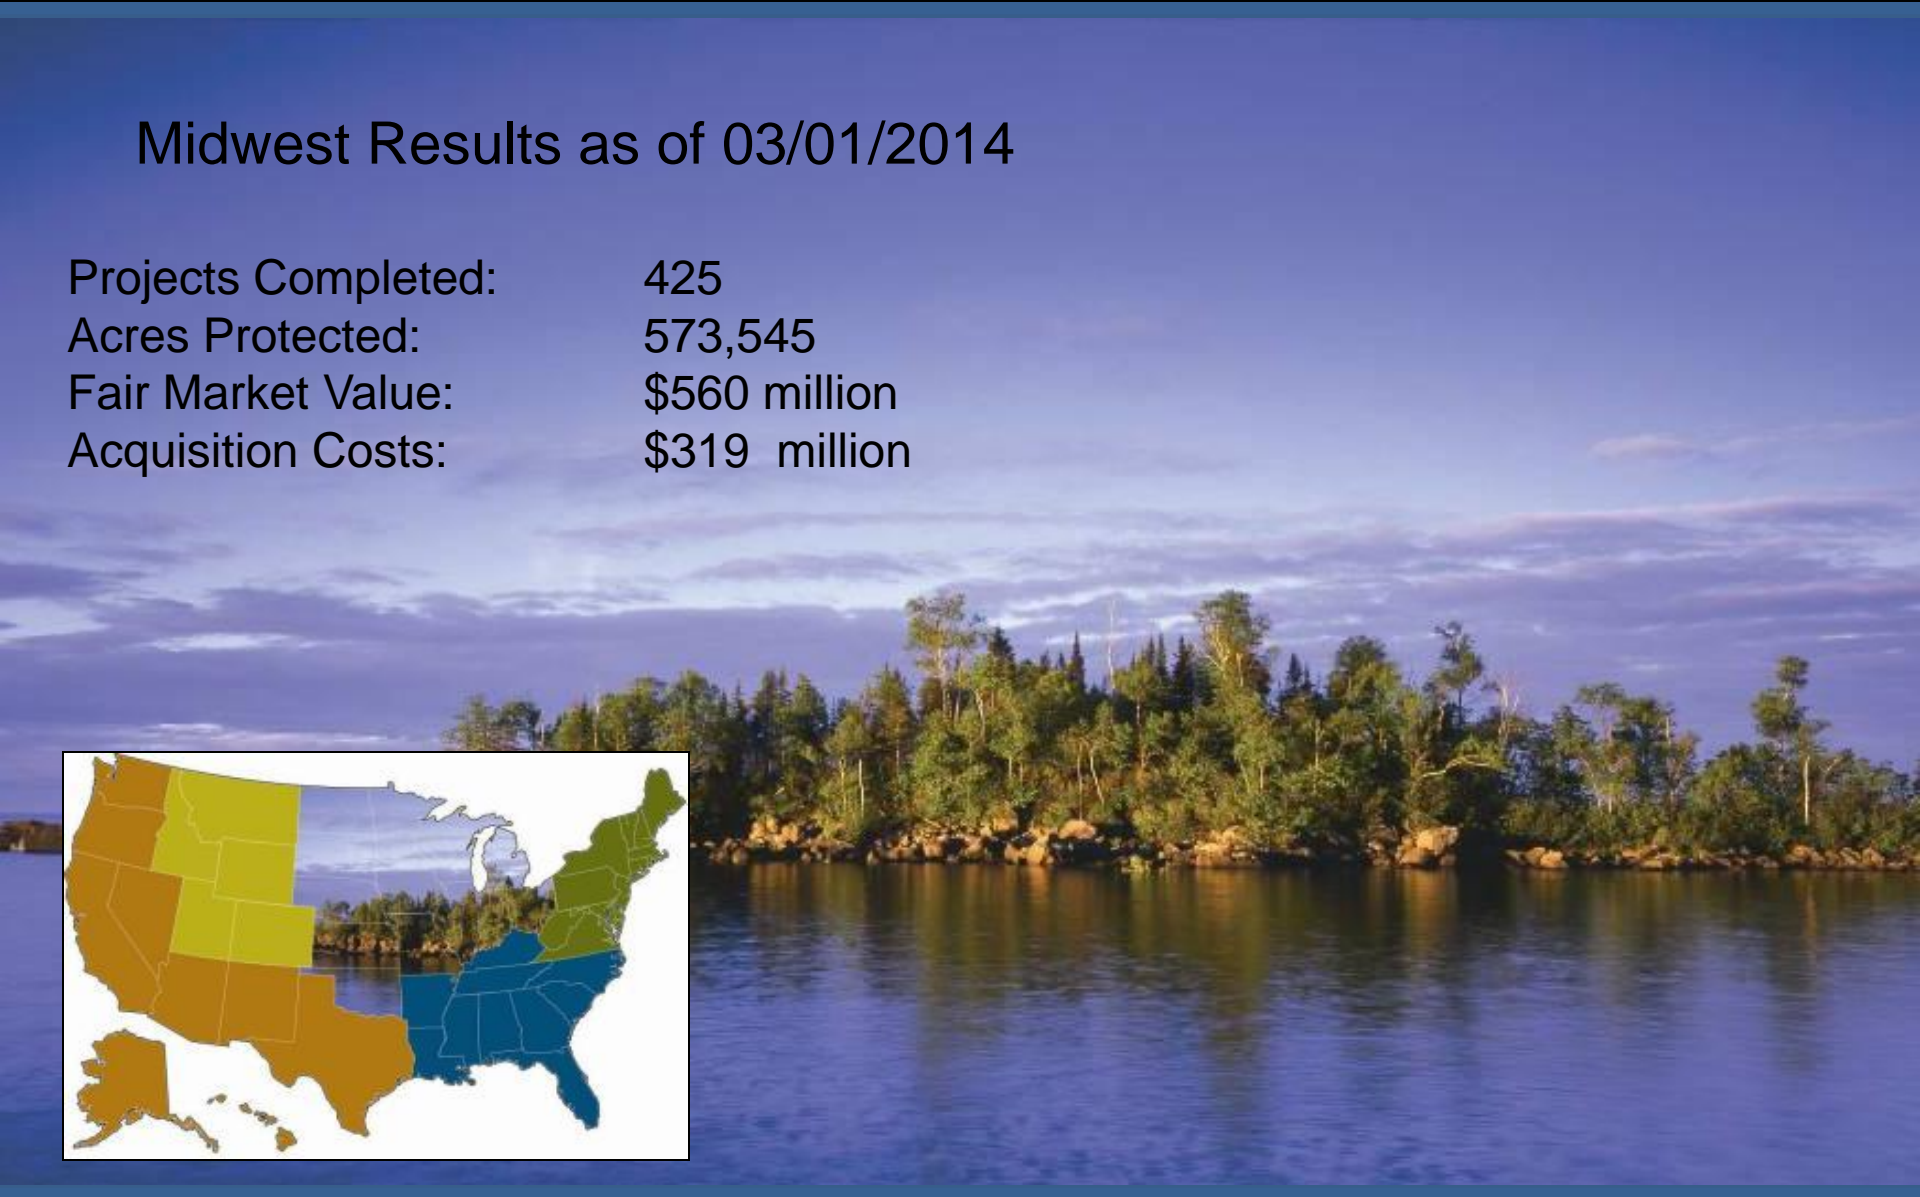 Midwest Results as of 03/01/2014
Projects Completed: 425
Acres Protected: 573,545
Fair Market Value: $560 million
Acquisition Costs: $319 million